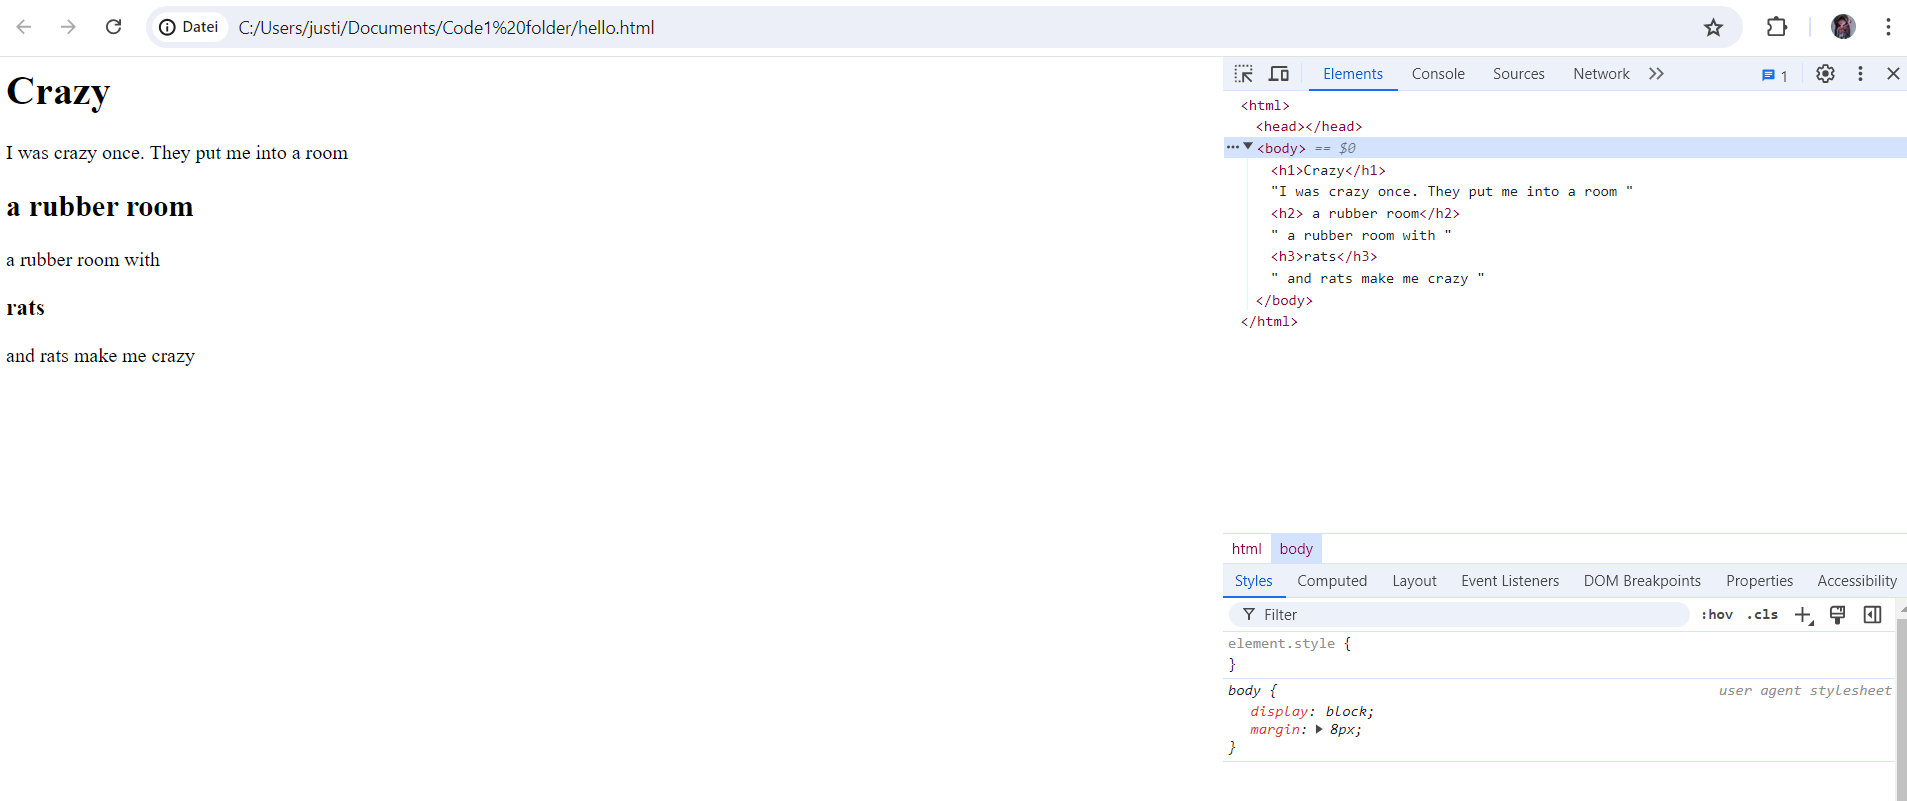 Datei C:/Users/justi/Documents/Code1%20folder/hello.html
Crazy
I was crazy once. They put me into a room
a rubber room
a rubber room with
rats
and rats make me crazy
Elements Console Sources Network 1
<html>
<head></head>
<body> == $0
<h1>Crazy</h1>
"I was crazy once. They put me into a room "
<h2> a rubber room</h2>
" a rubber room with "
<h3>rats</h3>
" and rats make me crazy "
</body>
</html>
html body
Styles Computed Layout Event Listeners DOM Breakpoints Properties Accessibility
Filter :hov .cls
element.style {
}
body { user agent stylesheet
display: block;
margin: 8px;
}